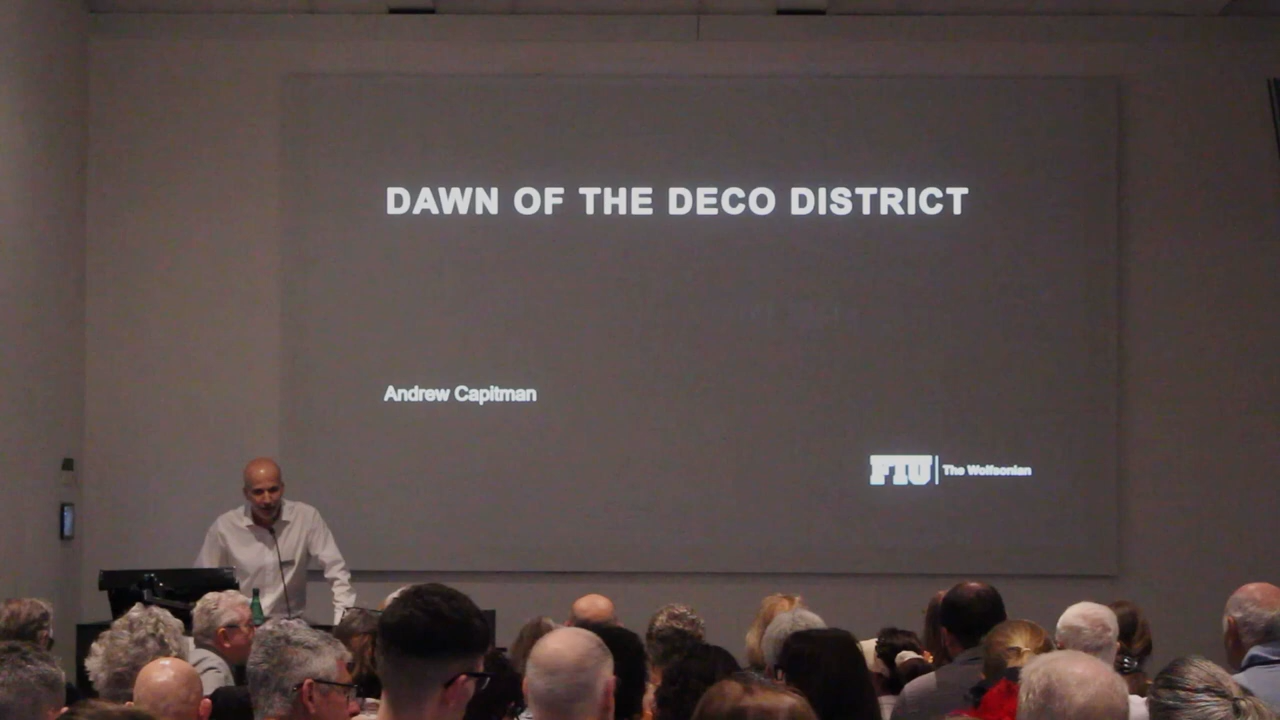 DAWN OF THE DECO DISTRICT
Andrew Capitman
FIU The Wolfsonian